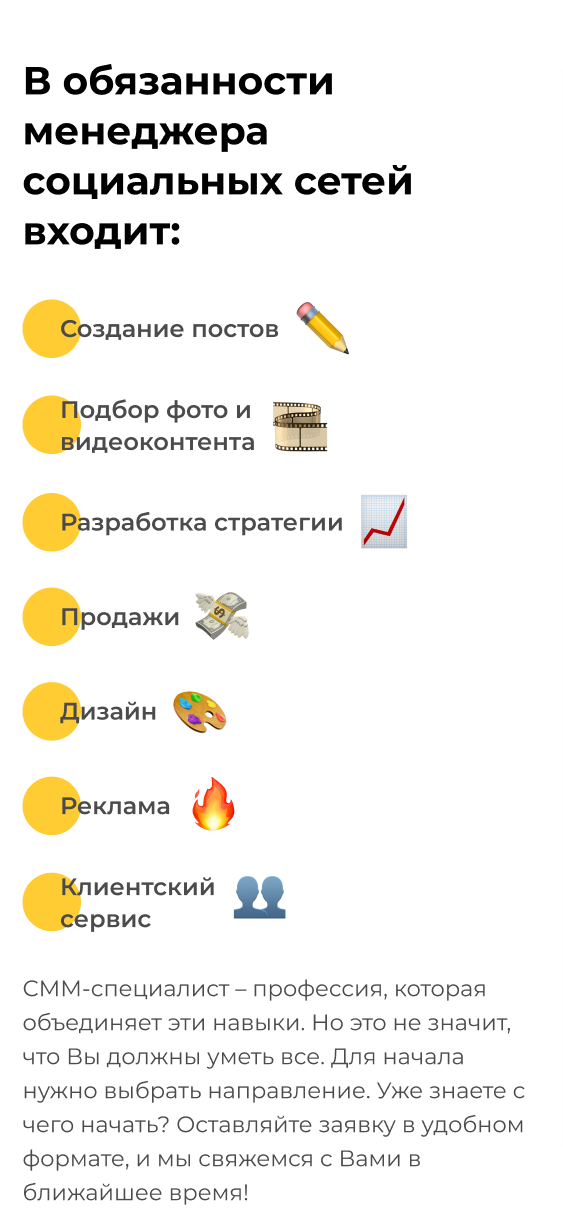 В обязанности
менеджера
социальных сетей
входит:
Создание постов
Подбор фото и
видеоконтента
Разработка стратегии
Продажи
Дизайн
Реклама
Клиентский
сервис
СММ-специалист – профессия, которая
объединяет эти навыки. Но это не значит,
что Вы должны уметь все. Для начала
нужно выбрать направление. Уже знаете с
чего начать? Оставляйте заявку в удобном
формате, и мы свяжемся с Вами в
ближайшее время!